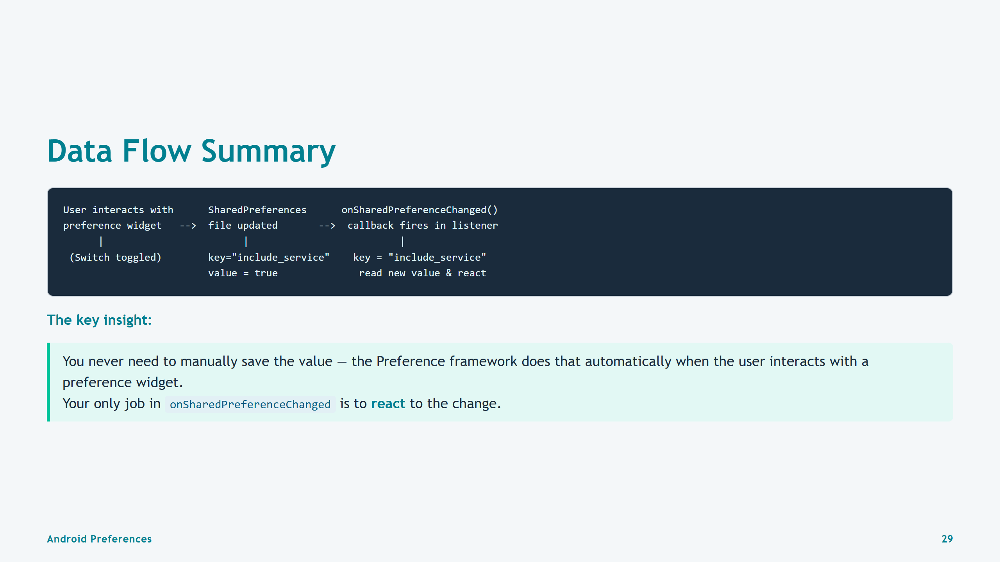 Data Flow Summary
User interacts with      SharedPreferences      onSharedPreferenceChanged()
preference widget   -->  file updated       -->  callback fires in listener
      |                        |                          |
 (Switch toggled)        key="include_service"    key = "include_service"
                         value = true              read new value & react
The key insight:
You never need to manually save the value — the Preference framework does that automatically when the user interacts with a
preference widget.
Your only job in onSharedPreferenceChanged is to react to the change.
Android Preferences
29